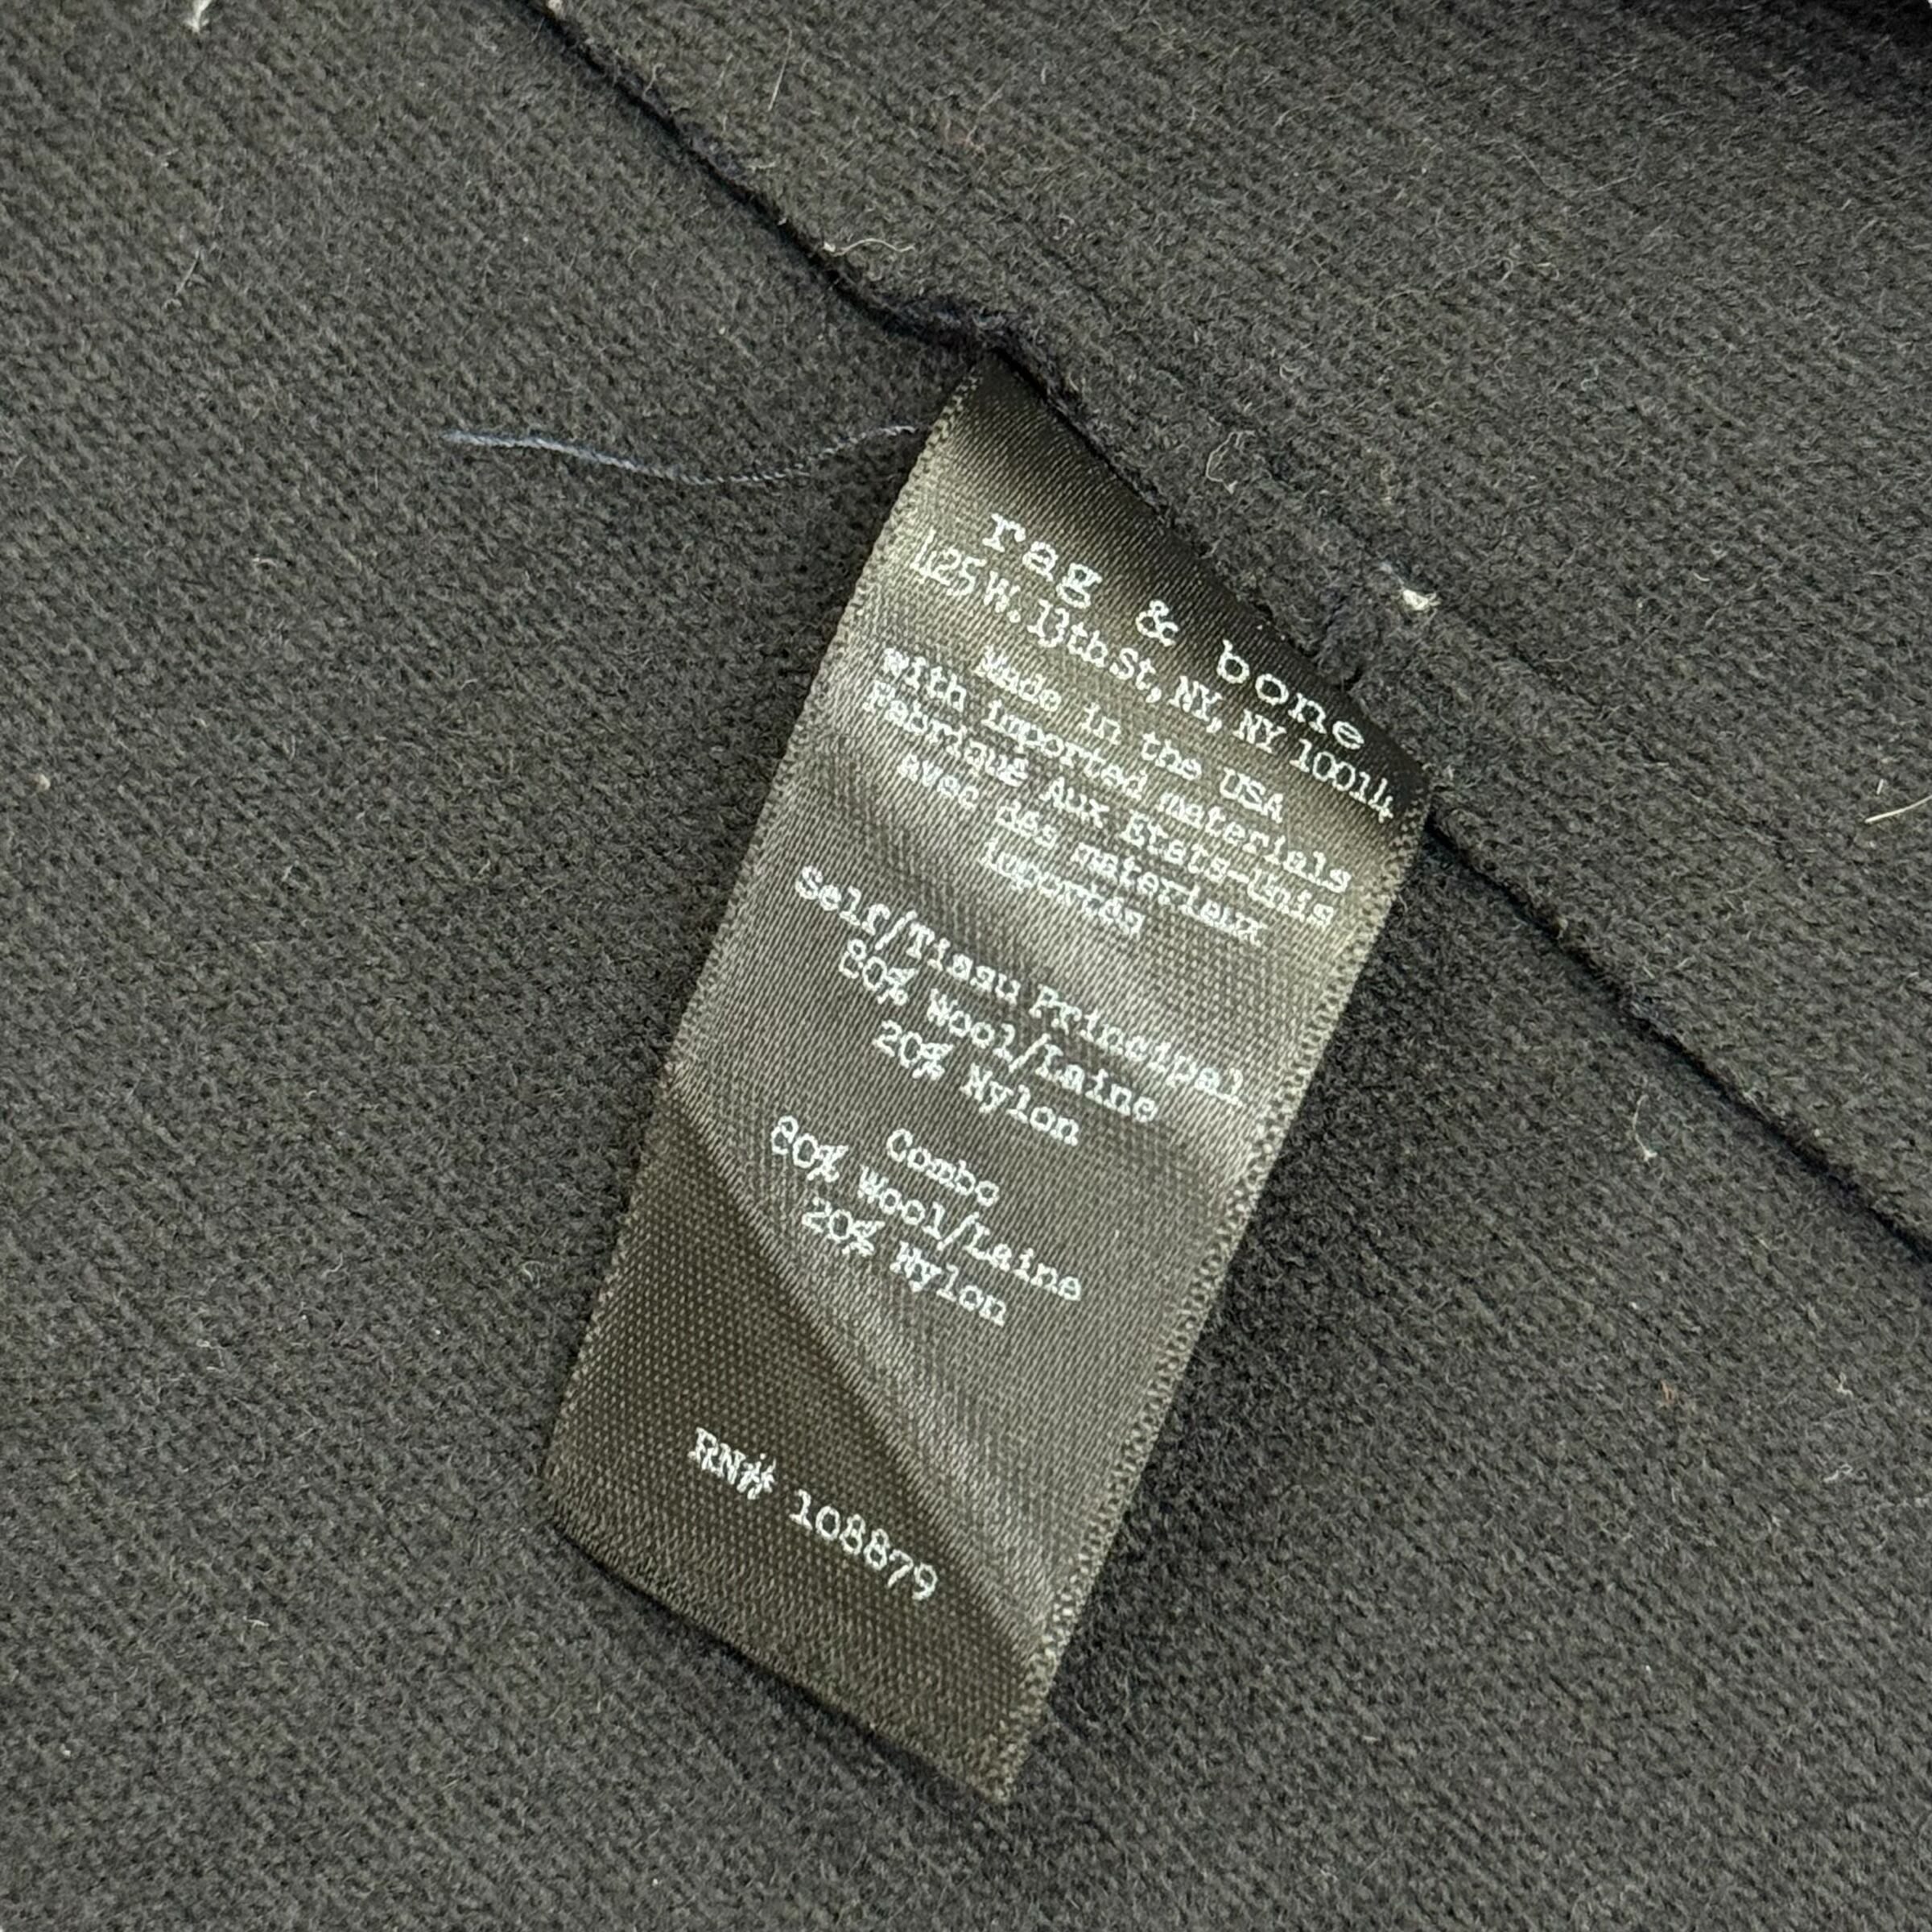 rag & bone
425 W. 13th St, NY, NY 10014
Made in the USA
with imported materials
Fabriqué Aux Etats-Unis
avec des materiaux
importés
Self/Tissu Principal
80% Wool/Laine
20% Nylon
Combo
80% Wool/Laine
20% Nylon
RN# 108879